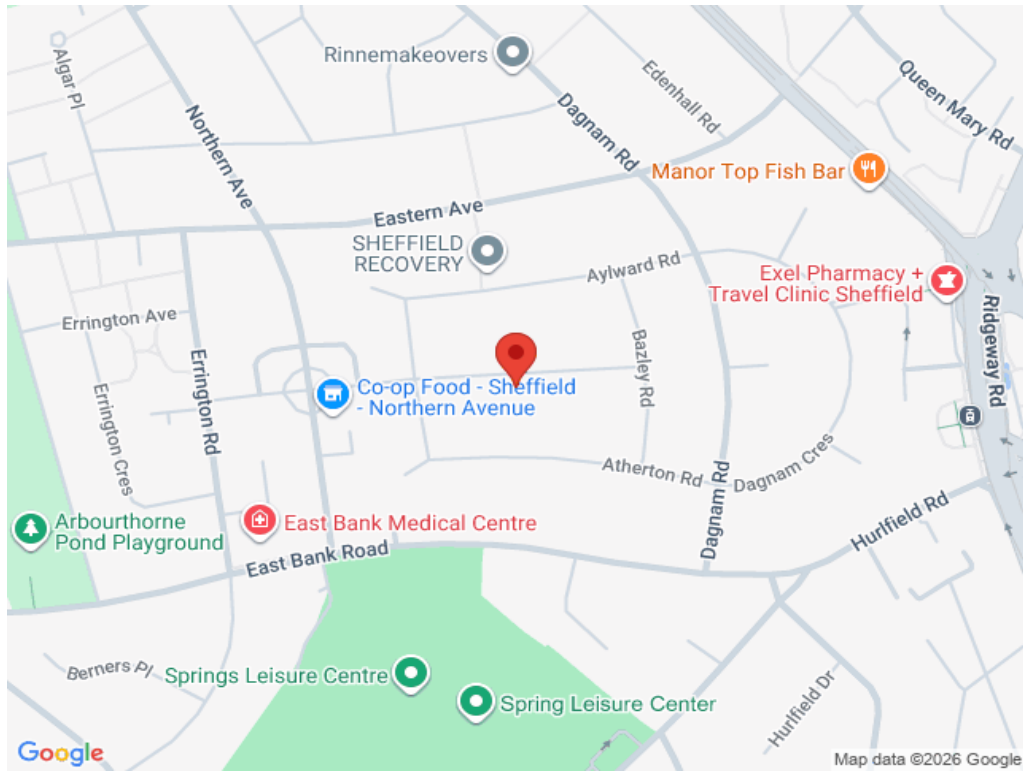 Rinnemakeovers
Algar Pl
Northern Ave
Edenhall Rd
Queen Mary Rd
Dagnam Rd
Manor Top Fish Bar
Eastern Ave
SHEFFIELD
RECOVERY
Aylward Rd
Exel Pharmacy +
Travel Clinic Sheffield
Errington Ave
Ridgeway Rd
Errington Rd
Bazley Rd
Co-op Food - Sheffield
- Northern Avenue
Errington Cres
Atherton Rd
Dagnam Cres
Dagnam Rd
Hurlfield Rd
Arbourthorne
Pond Playground
East Bank Medical Centre
East Bank Road
Berners Pl
Springs Leisure Centre
Spring Leisure Center
Hurlfield Dr
Google
Map data ©2026 Google